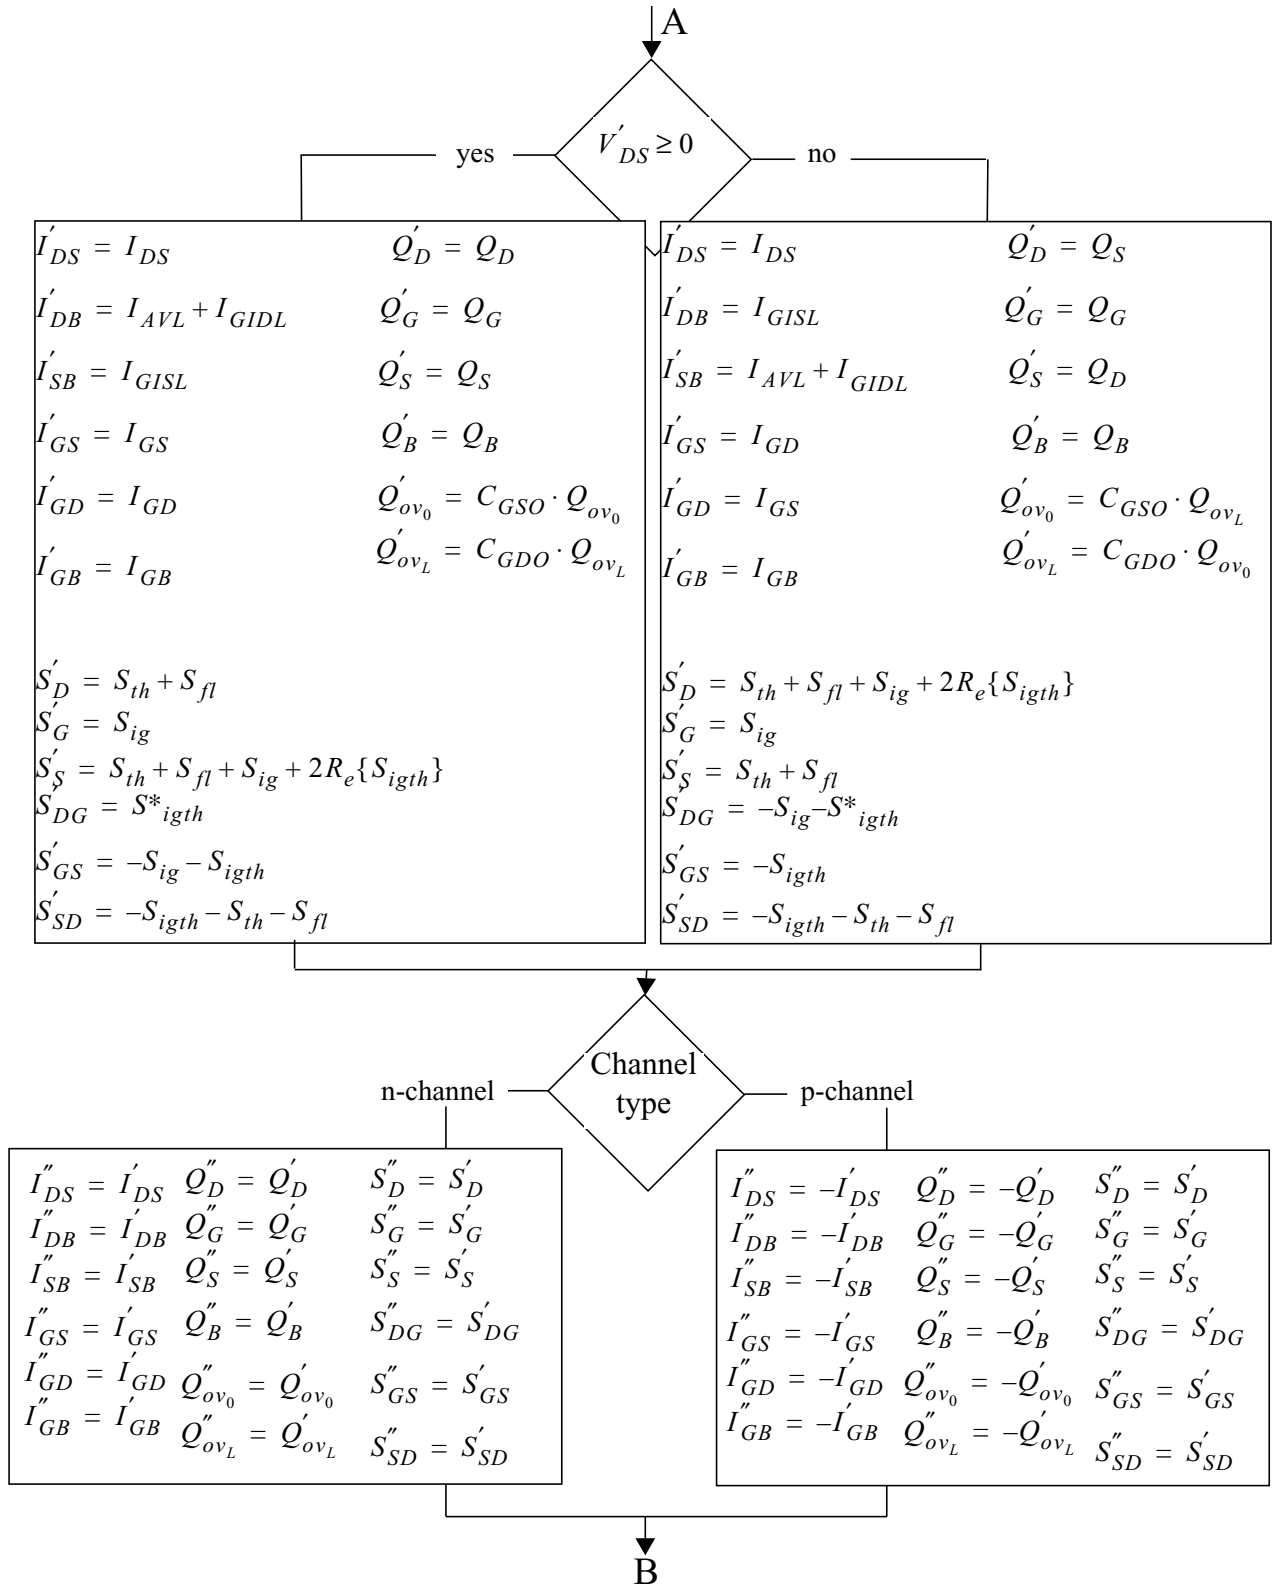 A
V′_DS ≥ 0
yes
no
I′_DS = I_DS
Q′_D = Q_D
I′_DB = I_AVL + I_GIDL
Q′_G = Q_G
I′_SB = I_GISL
Q′_S = Q_S
I′_GS = I_GS
Q′_B = Q_B
I′_GD = I_GD
Q′_ov₀ = C_GSO · Q_ov₀
I′_GB = I_GB
Q′_ov_L = C_GDO · Q_ov_L
S′_D = S_th + S_fl
S′_G = S_ig
S′_S = S_th + S_fl + S_ig + 2R_e{S_igth}
S′_DG = S*_igth
S′_GS = –S_ig – S_igth
S′_SD = –S_igth – S_th – S_fl
I′_DS = I_DS
Q′_D = Q_S
I′_DB = I_GISL
Q′_G = Q_G
I′_SB = I_AVL + I_GIDL
Q′_S = Q_D
I′_GS = I_GD
Q′_B = Q_B
I′_GD = I_GS
Q′_ov₀ = C_GSO · Q_ov_L
I′_GB = I_GB
Q′_ov_L = C_GDO · Q_ov₀
S′_D = S_th + S_fl + S_ig + 2R_e{S_igth}
S′_G = S_ig
S′_S = S_th + S_fl
S′_DG = –S_ig–S*_igth
S′_GS = –S_igth
S′_SD = –S_igth – S_th – S_fl
Channel
type
n-channel
p-channel
I″_DS = I′_DS Q″_D = Q′_D S″_D = S′_D
I″_DB = I′_DB Q″_G = Q′_G S″_G = S′_G
I″_SB = I′_SB Q″_S = Q′_S S″_S = S′_S
I″_GS = I′_GS Q″_B = Q′_B S″_DG = S′_DG
I″_GD = I′_GD Q″_ov₀ = Q′_ov₀ S″_GS = S′_GS
I″_GB = I′_GB Q″_ov_L = Q′_ov_L S″_SD = S′_SD
I″_DS = –I′_DS Q″_D = –Q′_D S″_D = S′_D
I″_DB = –I′_DB Q″_G = –Q′_G S″_G = S′_G
I″_SB = –I′_SB Q″_S = –Q′_S S″_S = S′_S
I″_GS = –I′_GS Q″_B = –Q′_B S″_DG = S′_DG
I″_GD = –I′_GD Q″_ov₀ = –Q′_ov₀ S″_GS = S′_GS
I″_GB = –I′_GB Q″_ov_L = –Q′_ov_L S″_SD = S′_SD
B